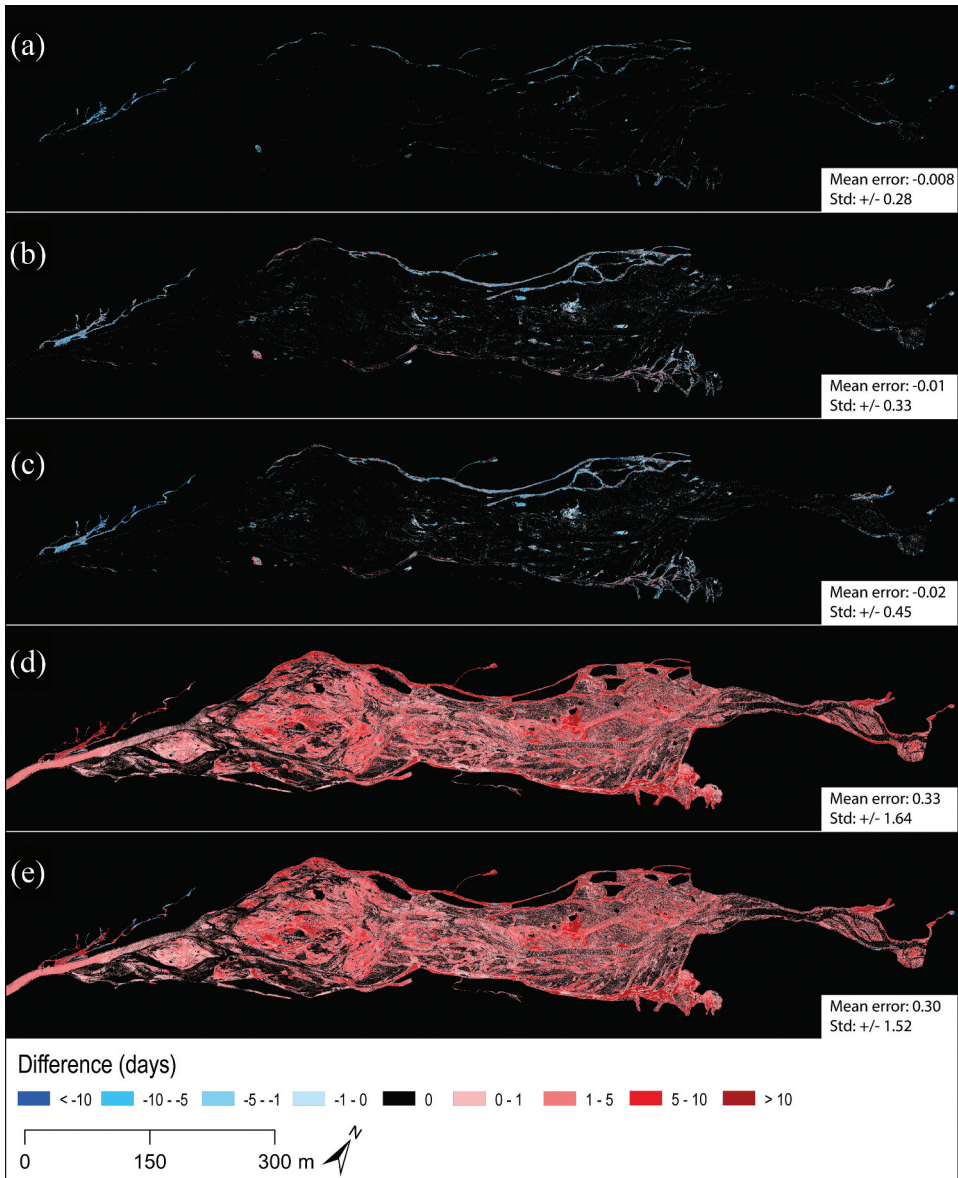 (a)
Mean error: -0.008
Std: +/- 0.28
(b)
Mean error: -0.01
Std: +/- 0.33
(c)
Mean error: -0.02
Std: +/- 0.45
(d)
Mean error: 0.33
Std: +/- 1.64
(e)
Mean error: 0.30
Std: +/- 1.52
Difference (days)
< -10 -10 - -5 -5 - -1 -1 - 0 0 0 - 1 1 - 5 5 - 10 > 10
N
0 150 300 m